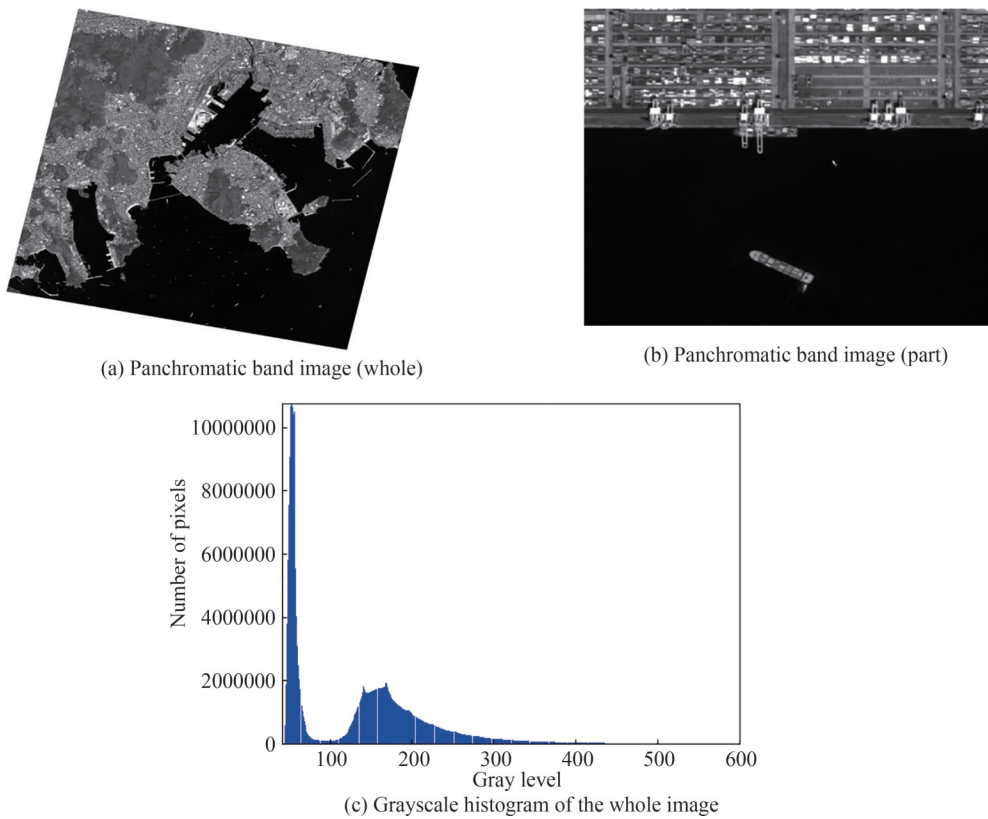 (a) Panchromatic band image (whole)
(b) Panchromatic band image (part)
10000000
8000000
6000000
4000000
2000000
0
Number of pixels
100 200 300 400 500 600
Gray level
(c) Grayscale histogram of the whole image